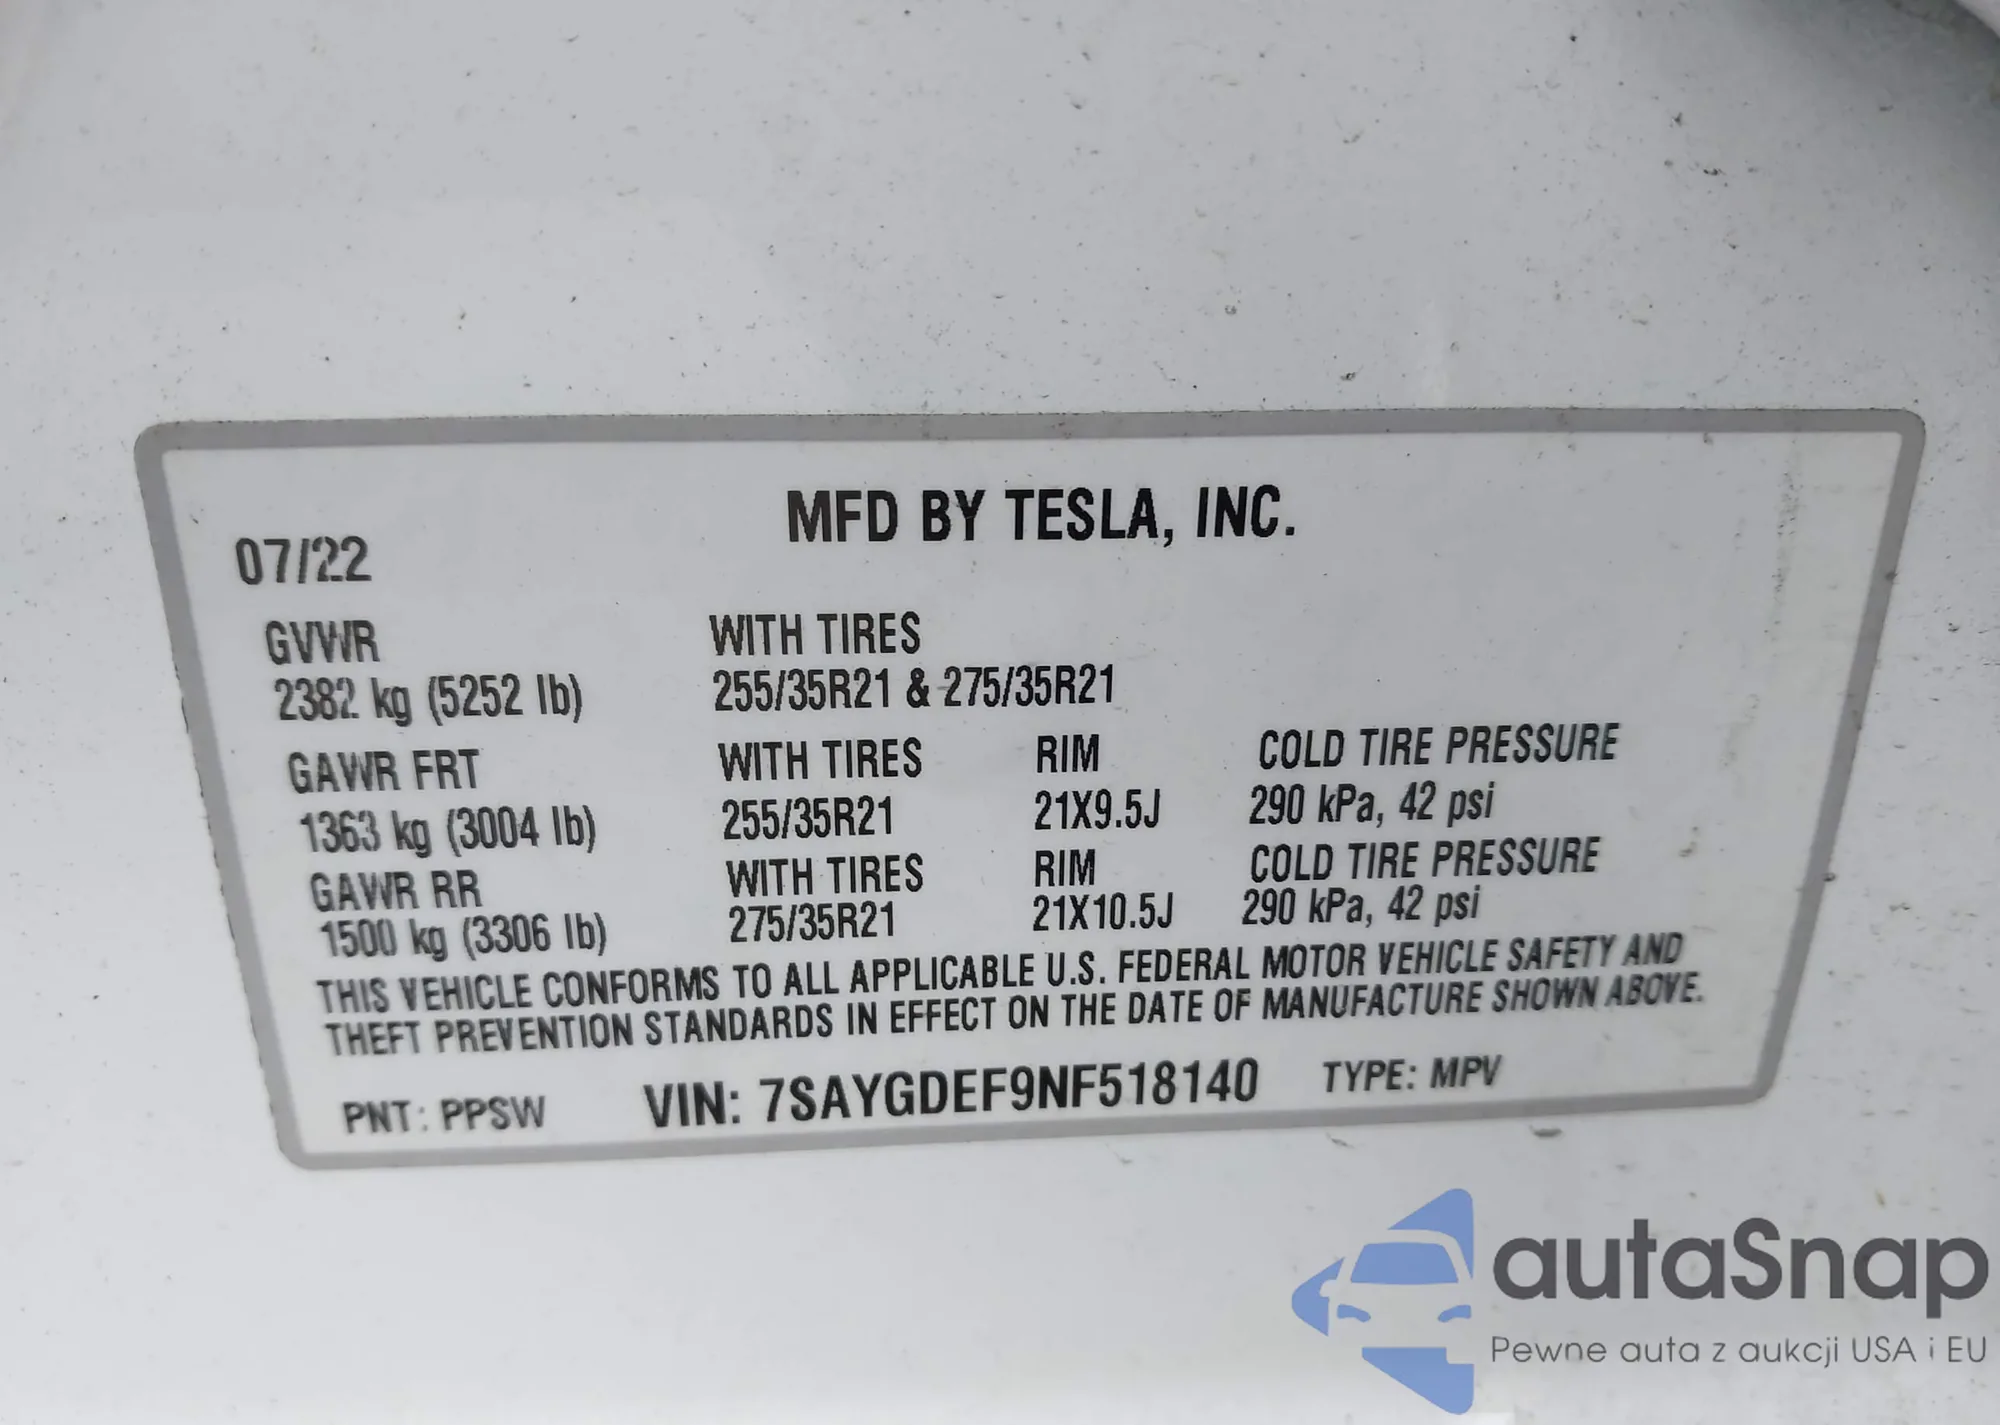 MFD BY TESLA, INC.
07/22
GVWR WITH TIRES
2382 kg (5252 lb) 255/35R21 & 275/35R21
GAWR FRT WITH TIRES RIM COLD TIRE PRESSURE
1363 kg (3004 lb) 255/35R21 21X9.5J 290 kPa, 42 psi
GAWR RR WITH TIRES RIM COLD TIRE PRESSURE
1500 kg (3306 lb) 275/35R21 21X10.5J 290 kPa, 42 psi
THIS VEHICLE CONFORMS TO ALL APPLICABLE U.S. FEDERAL MOTOR VEHICLE SAFETY AND
THEFT PREVENTION STANDARDS IN EFFECT ON THE DATE OF MANUFACTURE SHOWN ABOVE.
PNT: PPSW VIN: 7SAYGDEF9NF518140 TYPE: MPV
autaSnap
Pewne auta z aukcji USA i EU